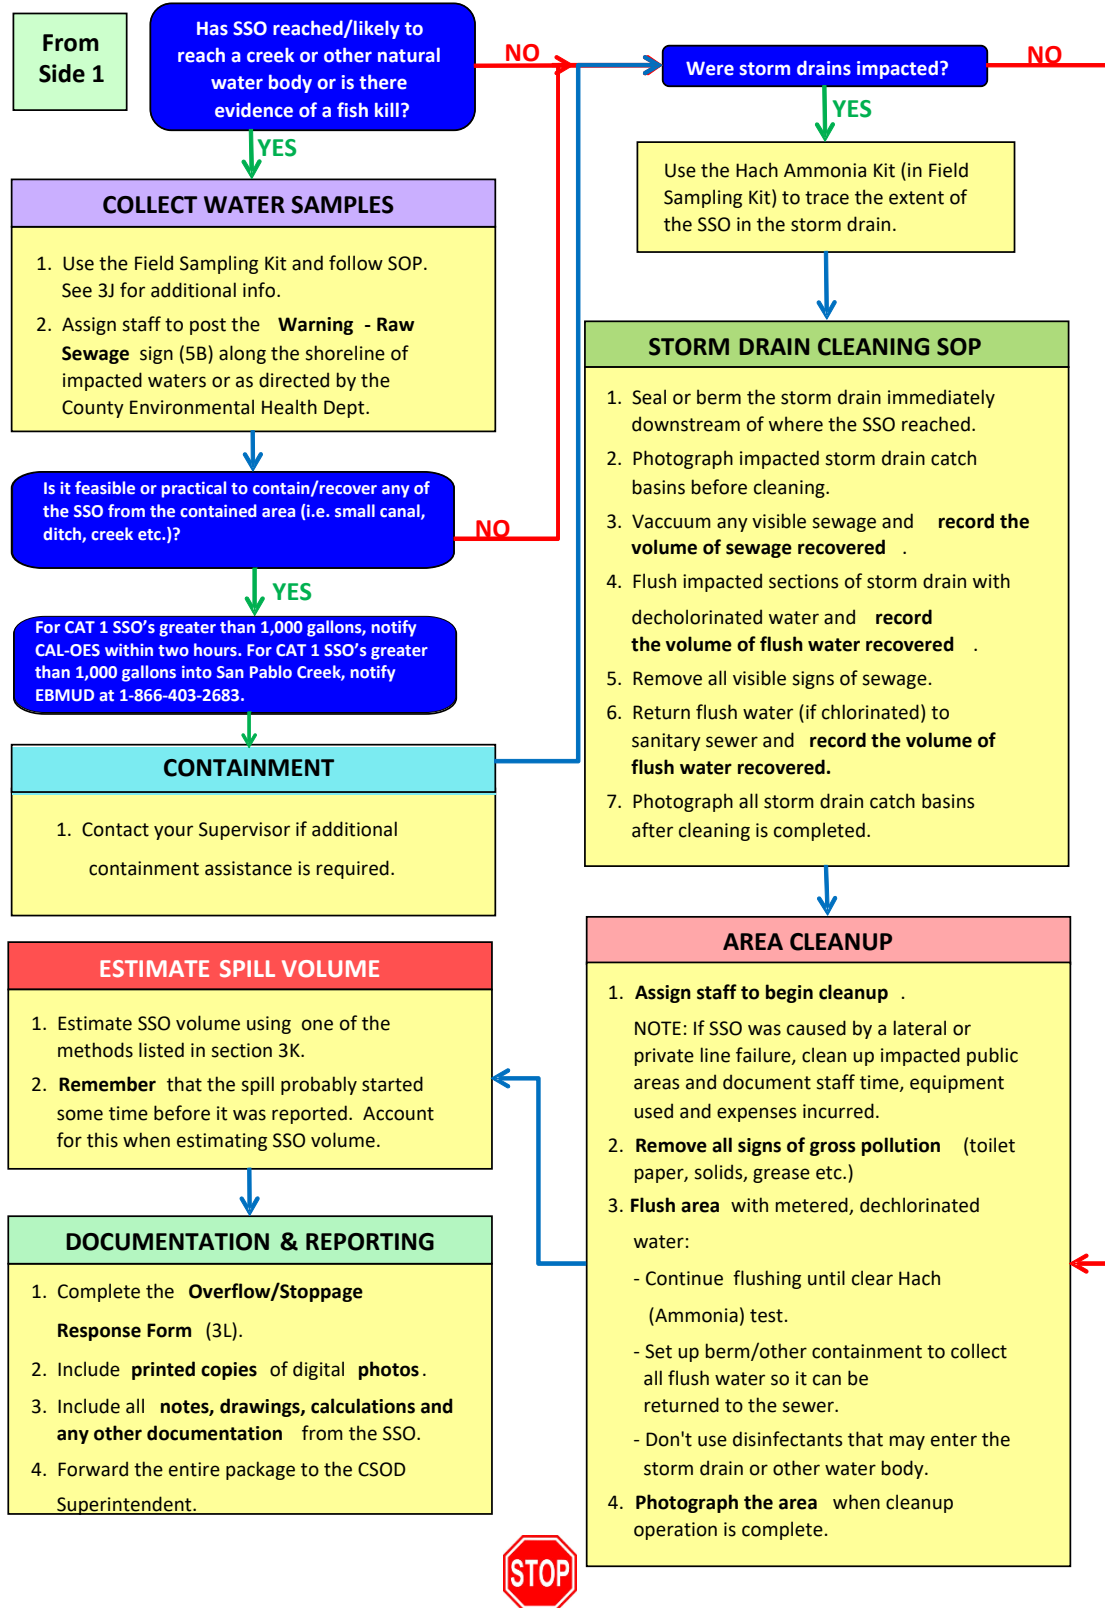 From
Side 1
Has SSO reached/likely to
reach a creek or other natural
water body or is there
evidence of a fish kill?
NO
YES
COLLECT WATER SAMPLES
1. Use the Field Sampling Kit and follow SOP.
See 3J for additional info.
2. Assign staff to post the Warning - Raw
Sewage sign (5B) along the shoreline of
impacted waters or as directed by the
County Environmental Health Dept.
Is it feasible or practical to contain/recover any of
the SSO from the contained area (i.e. small canal,
ditch, creek etc.)?
NO
YES
For CAT 1 SSO's greater than 1,000 gallons, notify
CAL-OES within two hours. For CAT 1 SSO's greater
than 1,000 gallons into San Pablo Creek, notify
EBMUD at 1-866-403-2683.
CONTAINMENT
1. Contact your Supervisor if additional
containment assistance is required.
Were storm drains impacted?
NO
YES
Use the Hach Ammonia Kit (in Field
Sampling Kit) to trace the extent of
the SSO in the storm drain.
STORM DRAIN CLEANING SOP
1. Seal or berm the storm drain immediately
downstream of where the SSO reached.
2. Photograph impacted storm drain catch
basins before cleaning.
3. Vaccuum any visible sewage and record the
volume of sewage recovered .
4. Flush impacted sections of storm drain with
decholorinated water and record
the volume of flush water recovered .
5. Remove all visible signs of sewage.
6. Return flush water (if chlorinated) to
sanitary sewer and record the volume of
flush water recovered.
7. Photograph all storm drain catch basins
after cleaning is completed.
AREA CLEANUP
1. Assign staff to begin cleanup .
NOTE: If SSO was caused by a lateral or
private line failure, clean up impacted public
areas and document staff time, equipment
used and expenses incurred.
2. Remove all signs of gross pollution (toilet
paper, solids, grease etc.)
3. Flush area with metered, dechlorinated
water:
- Continue flushing until clear Hach
(Ammonia) test.
- Set up berm/other containment to collect
all flush water so it can be
returned to the sewer.
- Don't use disinfectants that may enter the
storm drain or other water body.
4. Photograph the area when cleanup
operation is complete.
ESTIMATE SPILL VOLUME
1. Estimate SSO volume using one of the
methods listed in section 3K.
2. Remember that the spill probably started
some time before it was reported. Account
for this when estimating SSO volume.
DOCUMENTATION & REPORTING
1. Complete the Overflow/Stoppage
Response Form (3L).
2. Include printed copies of digital photos.
3. Include all notes, drawings, calculations and
any other documentation from the SSO.
4. Forward the entire package to the CSOD
Superintendent.
STOP